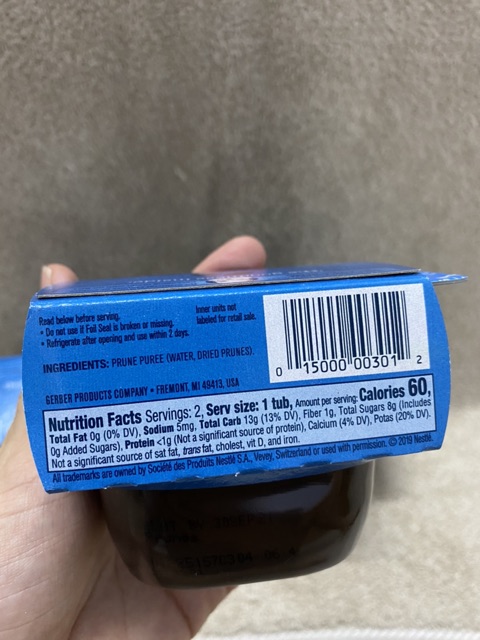 Read below before serving.
• Do not use if Foil Seal is broken or missing.
• Refrigerate after opening and use within 2 days.
Inner units not
labeled for retail sale.
INGREDIENTS: PRUNE PUREE (WATER, DRIED PRUNES).
GERBER PRODUCTS COMPANY • FREMONT, MI 49413, USA
0 15000 00301 2
Nutrition Facts Servings: 2, Serv size: 1 tub, Amount per serving: Calories 60,
Total Fat 0g (0% DV), Sodium 5mg, Total Carb 13g (13% DV), Fiber 1g, Total Sugars 8g (Includes
0g Added Sugars), Protein <1g (Not a significant source of protein), Calcium (4% DV), Potas (20% DV).
Not a significant source of sat fat, trans fat, cholest, vit D, and iron.
All trademarks are owned by Société des Produits Nestlé S.A., Vevey, Switzerland or used with permission. © 2019 Nestlé.